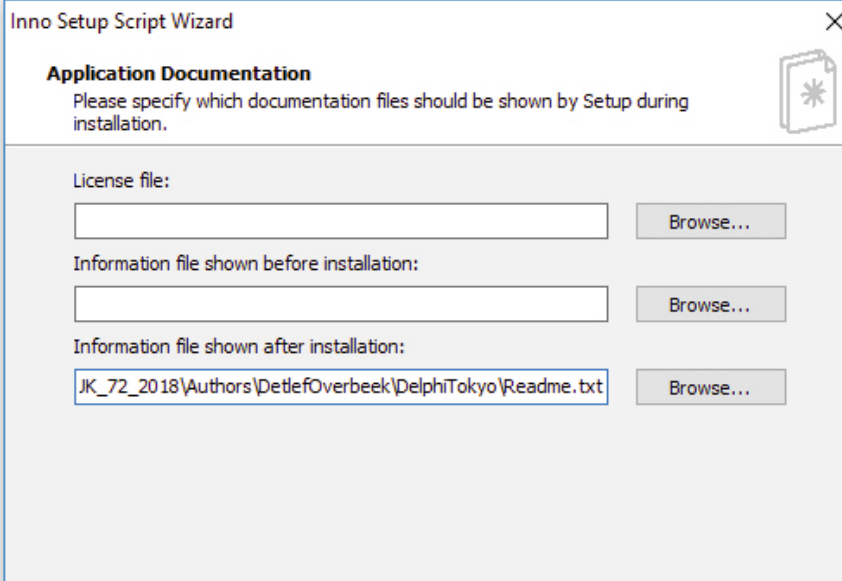 Inno Setup Script Wizard
Application Documentation
Please specify which documentation files should be shown by Setup during
installation.
License file:
Browse...
Information file shown before installation:
Browse...
Information file shown after installation:
JK_72_2018\Authors\DetlefOverbeek\DelphiTokyo\Readme.txt
Browse...